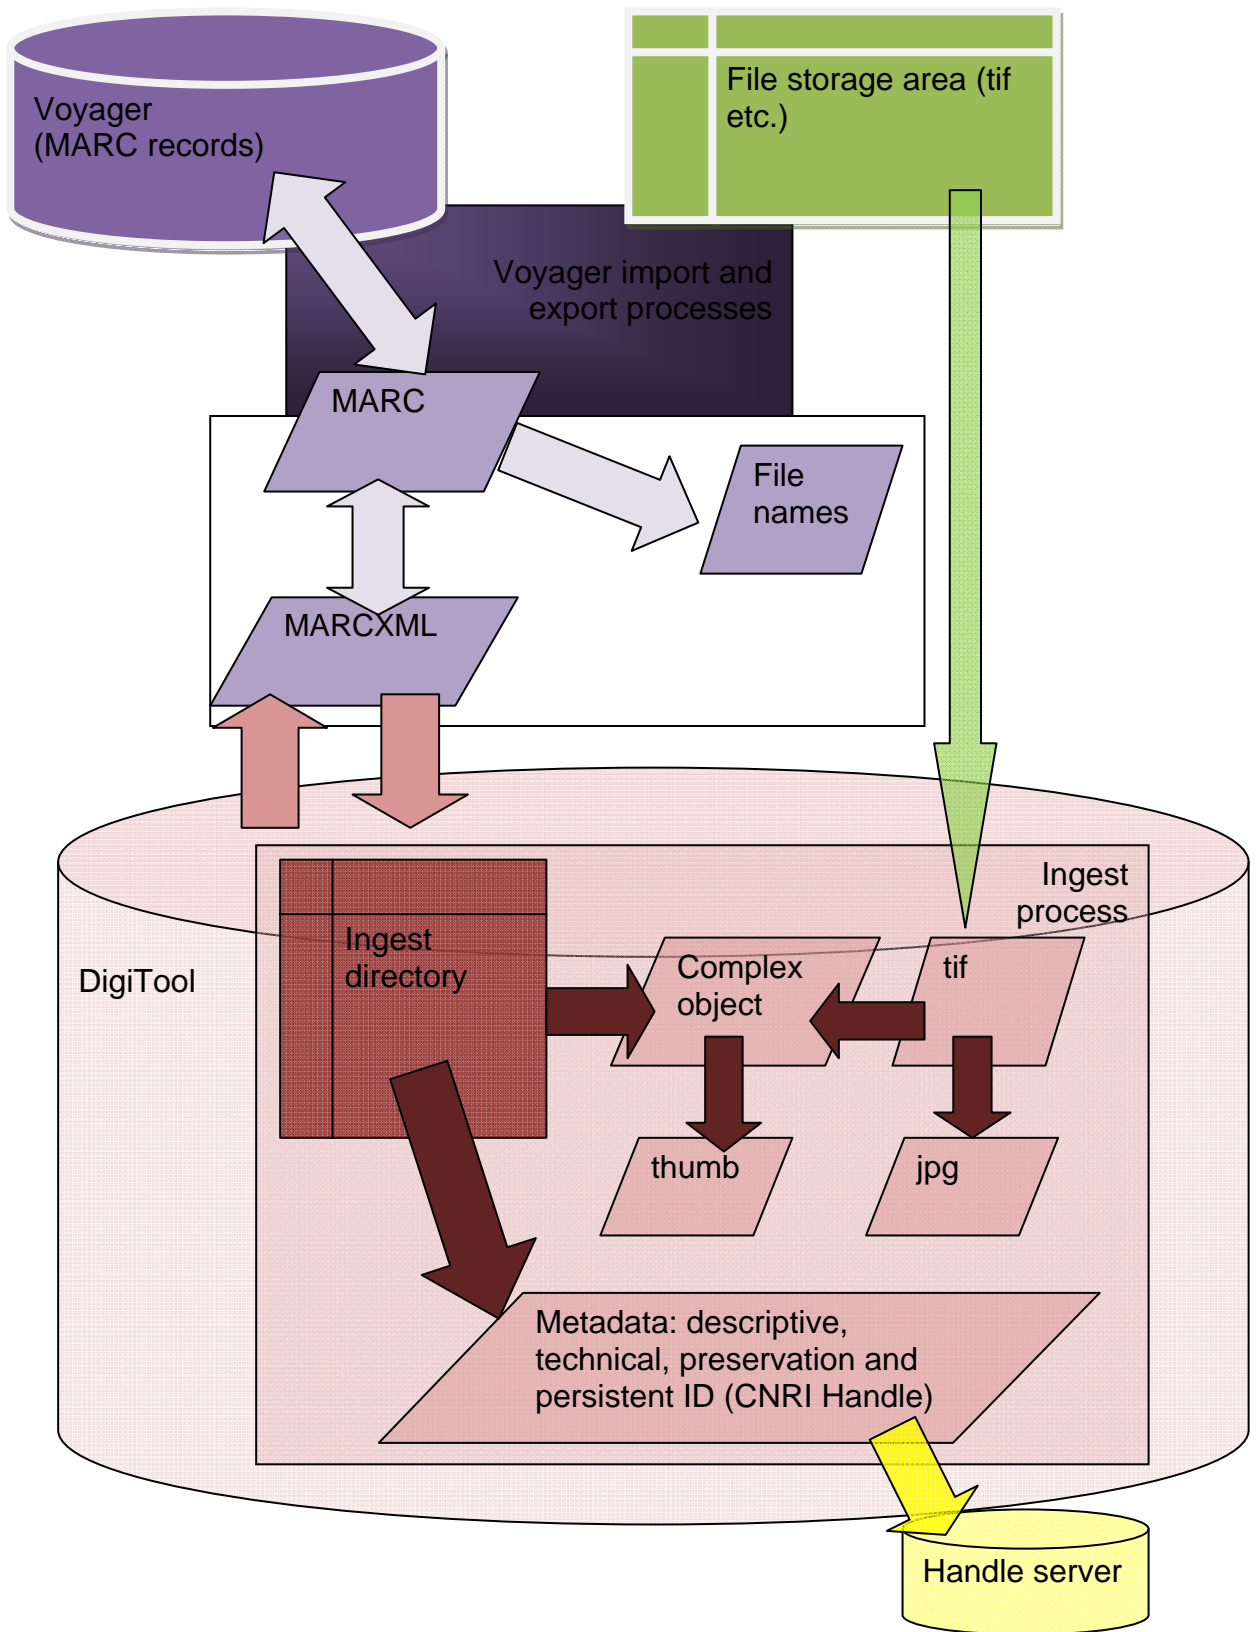 Voyager
(MARC records)
File storage area (tif
etc.)
Voyager import and
export processes
MARC
File
names
MARCXML
Ingest
process
Ingest
directory
Complex
object
tif
DigiTool
thumb
jpg
Metadata: descriptive,
technical, preservation and
persistent ID (CNRI Handle)
Handle server